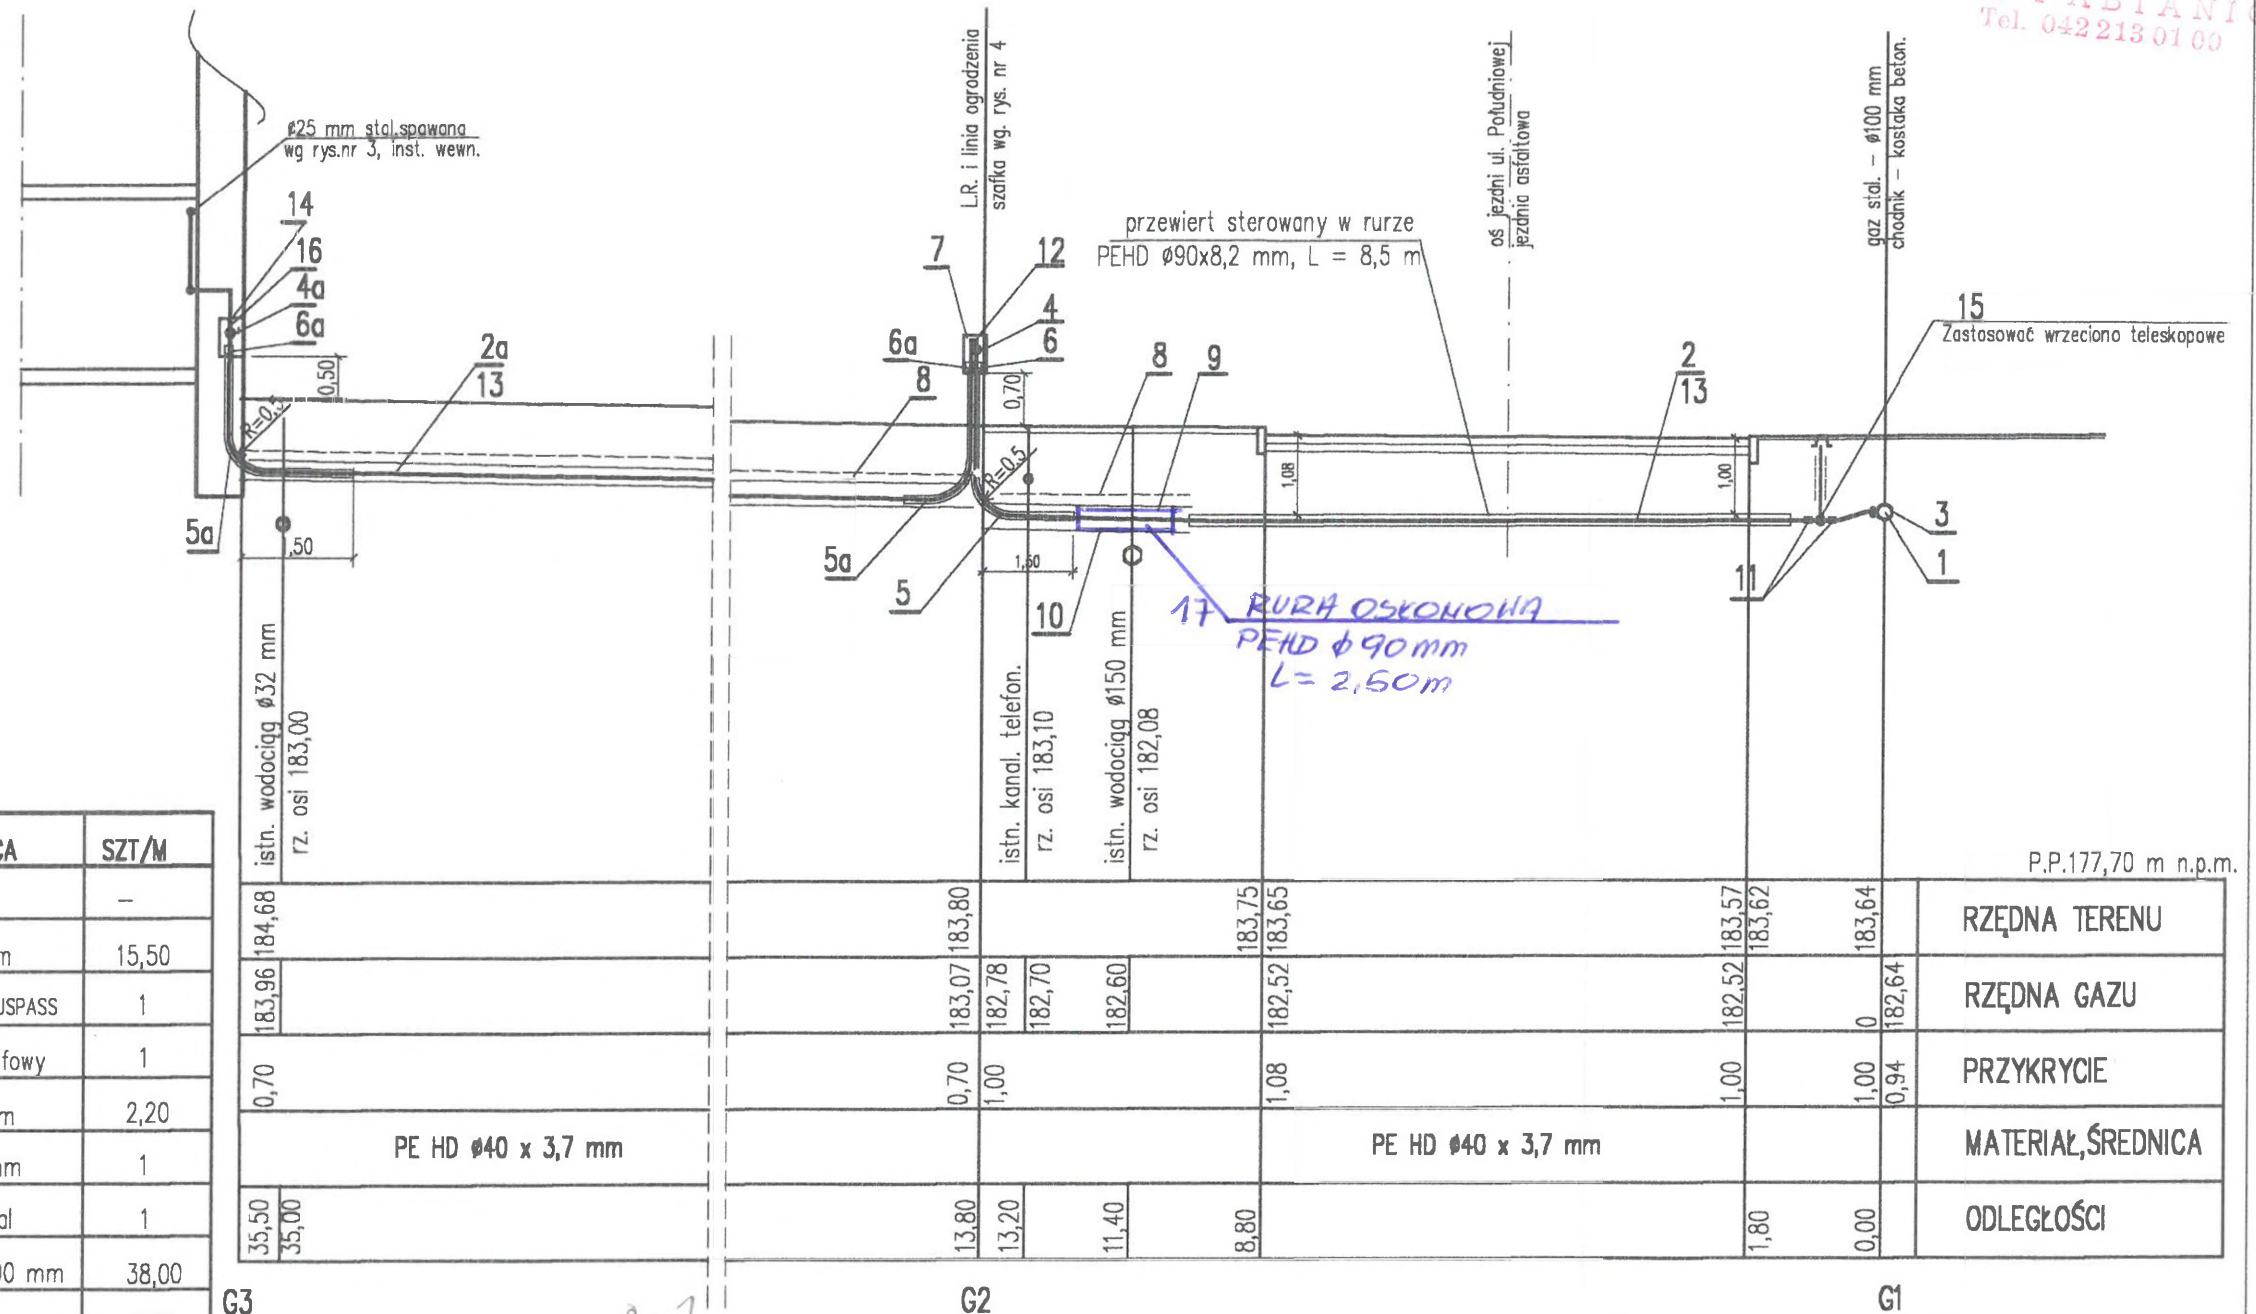 Tel. 042 213 01 00
ø25 mm stal.spawana
wg rys.nr 3, inst. wewn.
14
16
4a
6a
0,50
R=0,5
2a
13
8
5a
1,50
L.R. i linia ogrodzenia
szafka wg. rys. nr 4
7
12
4
6a
6
0,70
R=0,5
5a
5
1,50
10
8
9
przewiert sterowany w rurze
PEHD ø90x8,2 mm, L = 8,5 m
oś jezdni ul. Południowej
jezdnia asfaltowa
1,08
2
13
1,00
gaz stal. - ø100 mm
chodnik - kostaka beton.
15
Zastosować wrzeciono teleskopowe
3
1
11
17 RURA OSŁONOWA
PEHD ø 90mm
L= 2,50m
istn. wodociąg ø32 mm
rz. osi 183,00
istn. kanal. telefon.
rz. osi 183,10
istn. wodociąg ø150 mm
rz. osi 182,08
P.P.177,70 m n.p.m.
184,68 183,80 183,75 183,65 183,57 183,62 183,64 RZĘDNA TERENU
183,96 183,07 182,78 182,70 182,60 182,52 182,52 0 182,64 RZĘDNA GAZU
0,70 0,70 1,00 1,08 1,00 1,00 0,94 PRZYKRYCIE
PE HD ø40 x 3,7 mm PE HD ø40 x 3,7 mm MATERIAŁ,ŚREDNICA
35,50 35,00 13,80 13,20 11,40 8,80 1,80 0,00 ODLEGŁOŚCI
G3 G2 G1
CA SZT/M
–
m 15,50
USPASS 1
fowy 1
m 2,20
mm 1
al 1
00 mm 38,00